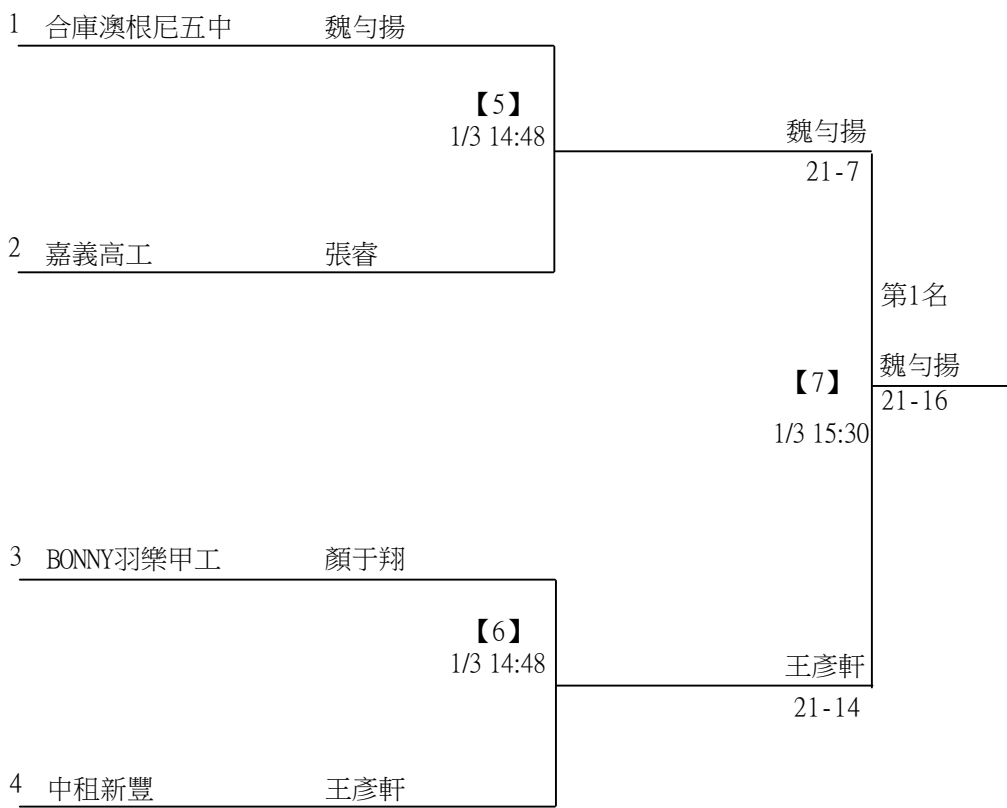 1 合庫澳根尼五中 魏勻揚
【5】
1/3 14:48
魏勻揚
21-7
2 嘉義高工 張睿
第1名
魏勻揚
21-16
【7】
1/3 15:30
3 BONNY羽樂甲工 顏于翔
【6】
1/3 14:48
王彥軒
21-14
4 中租新豐 王彥軒